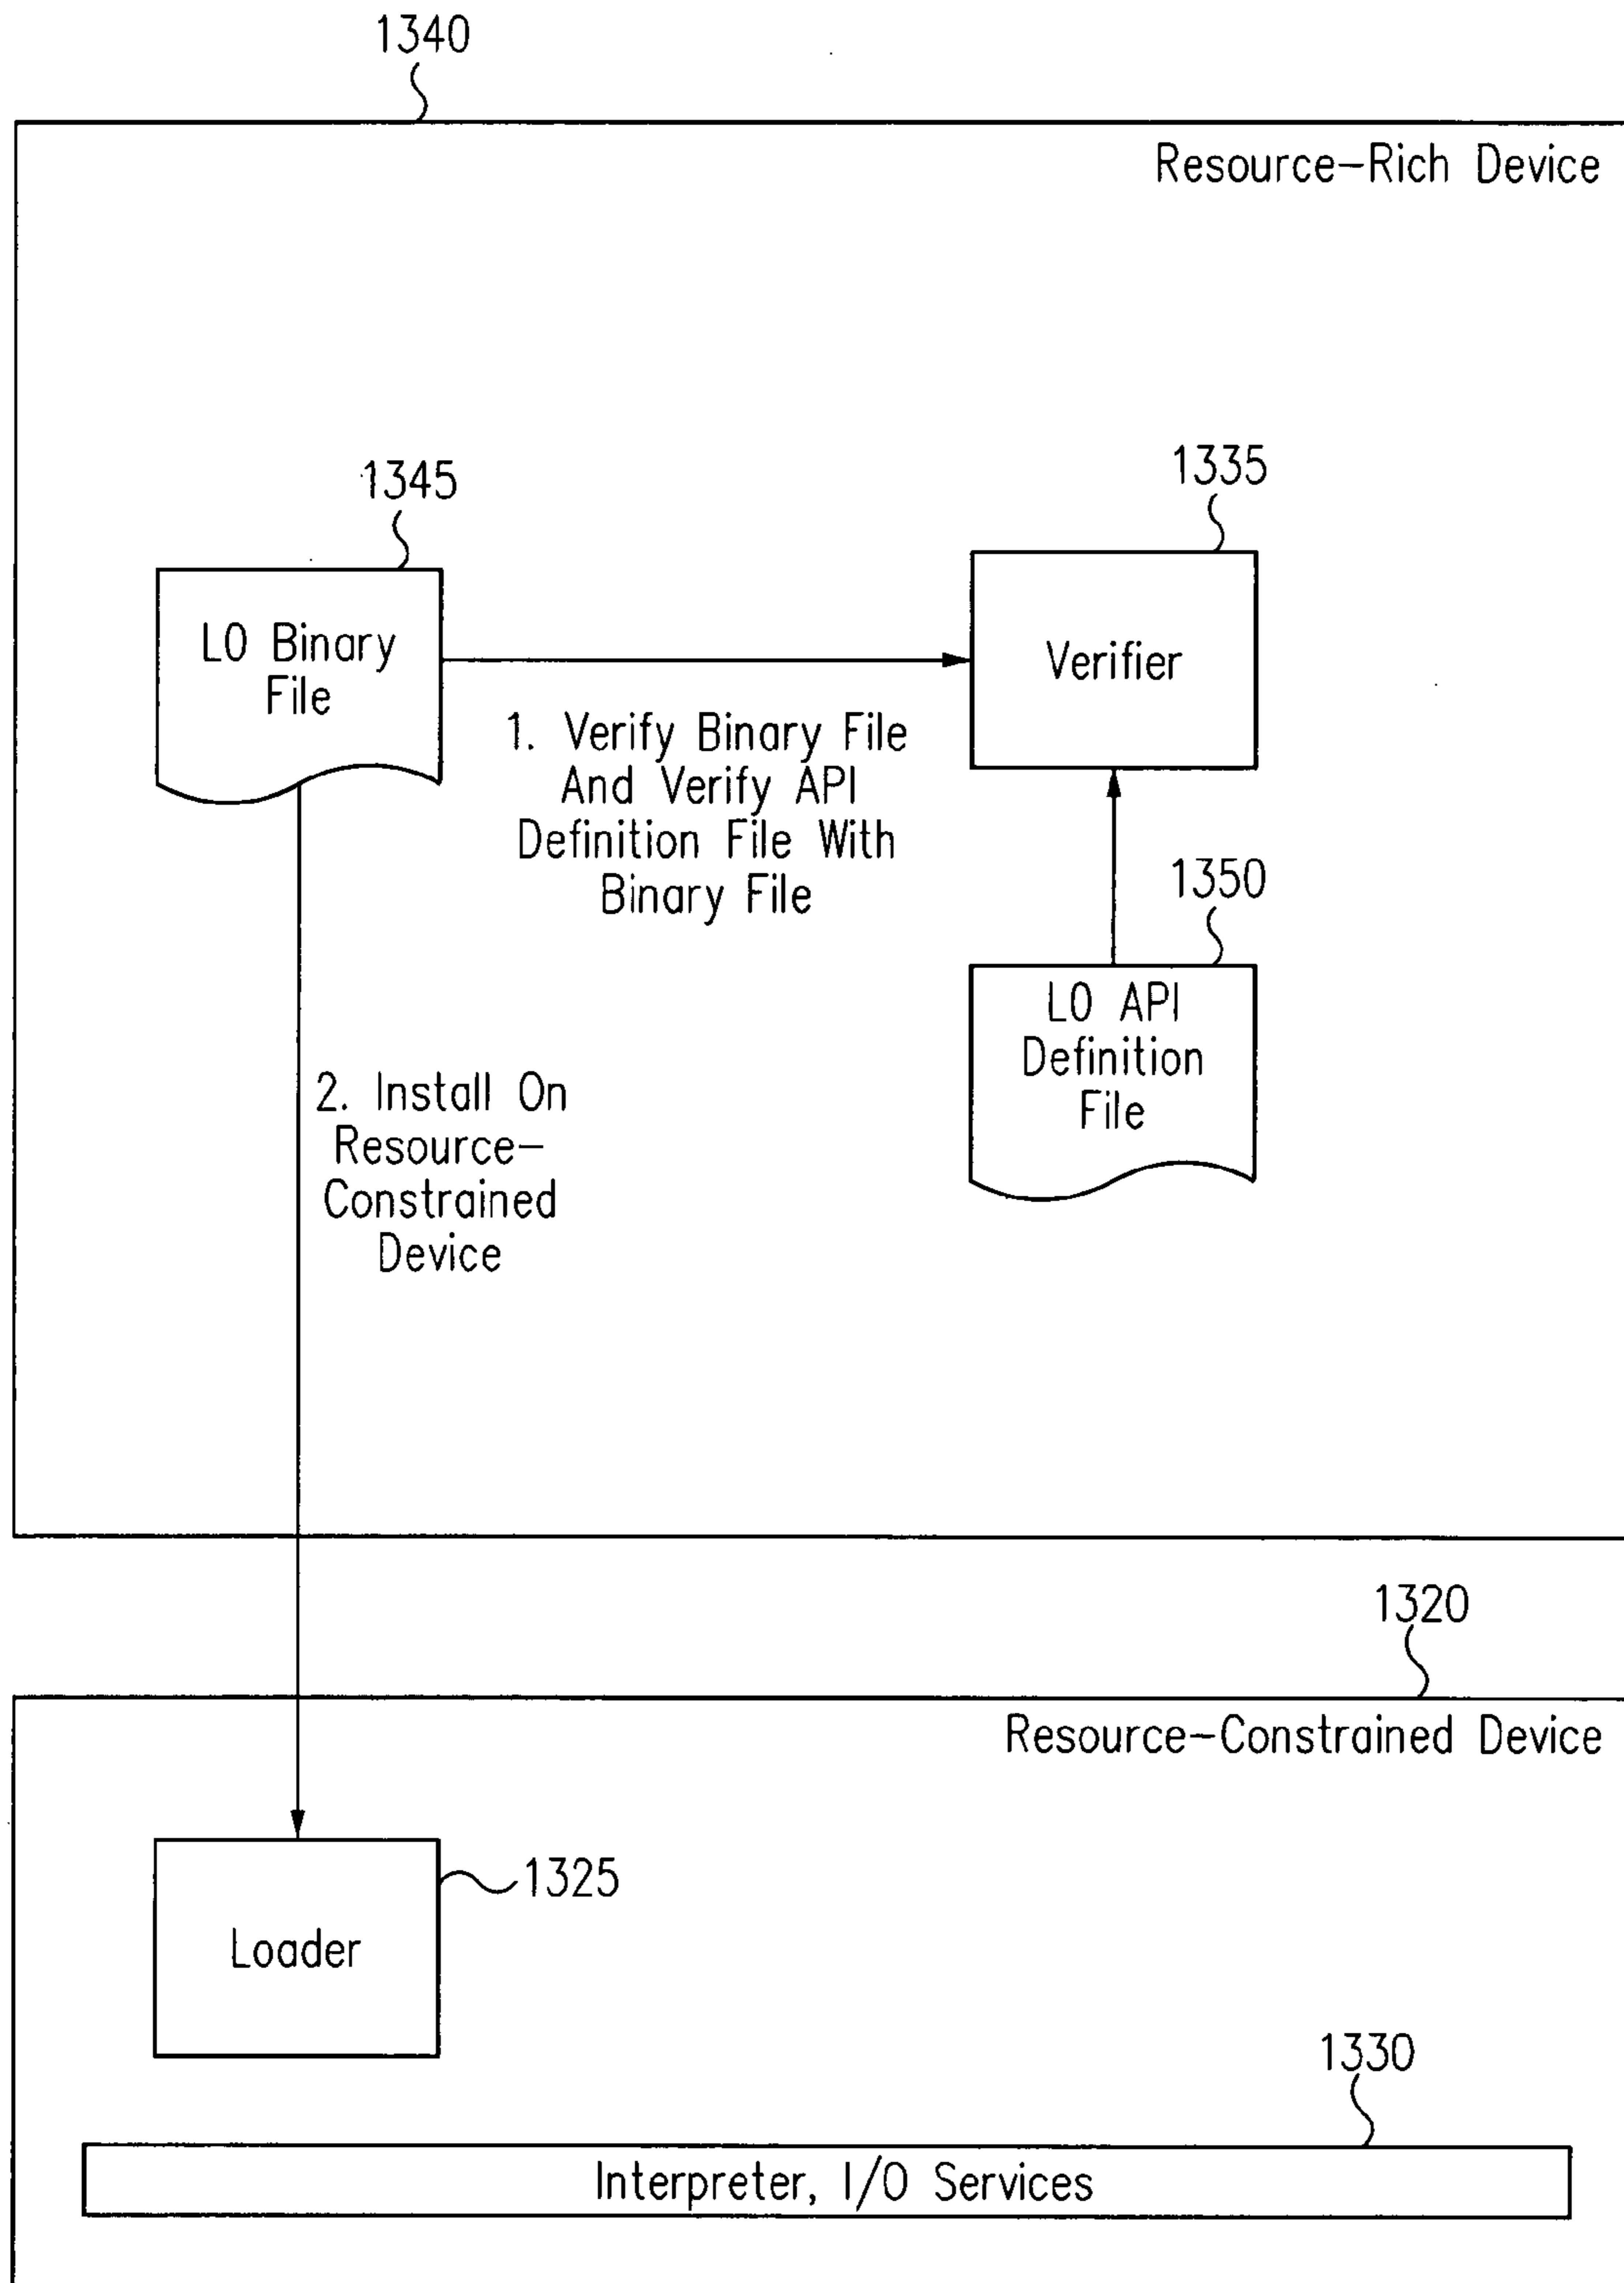 1340
Resource-Rich Device
1345
1335
L0 Binary
File
Verifier
1. Verify Binary File
And Verify API
Definition File With
Binary File
1350
L0 API
Definition
File
2. Install On
Resource-
Constrained
Device
1320
Resource-Constrained Device
1325
Loader
1330
Interpreter, I/O Services